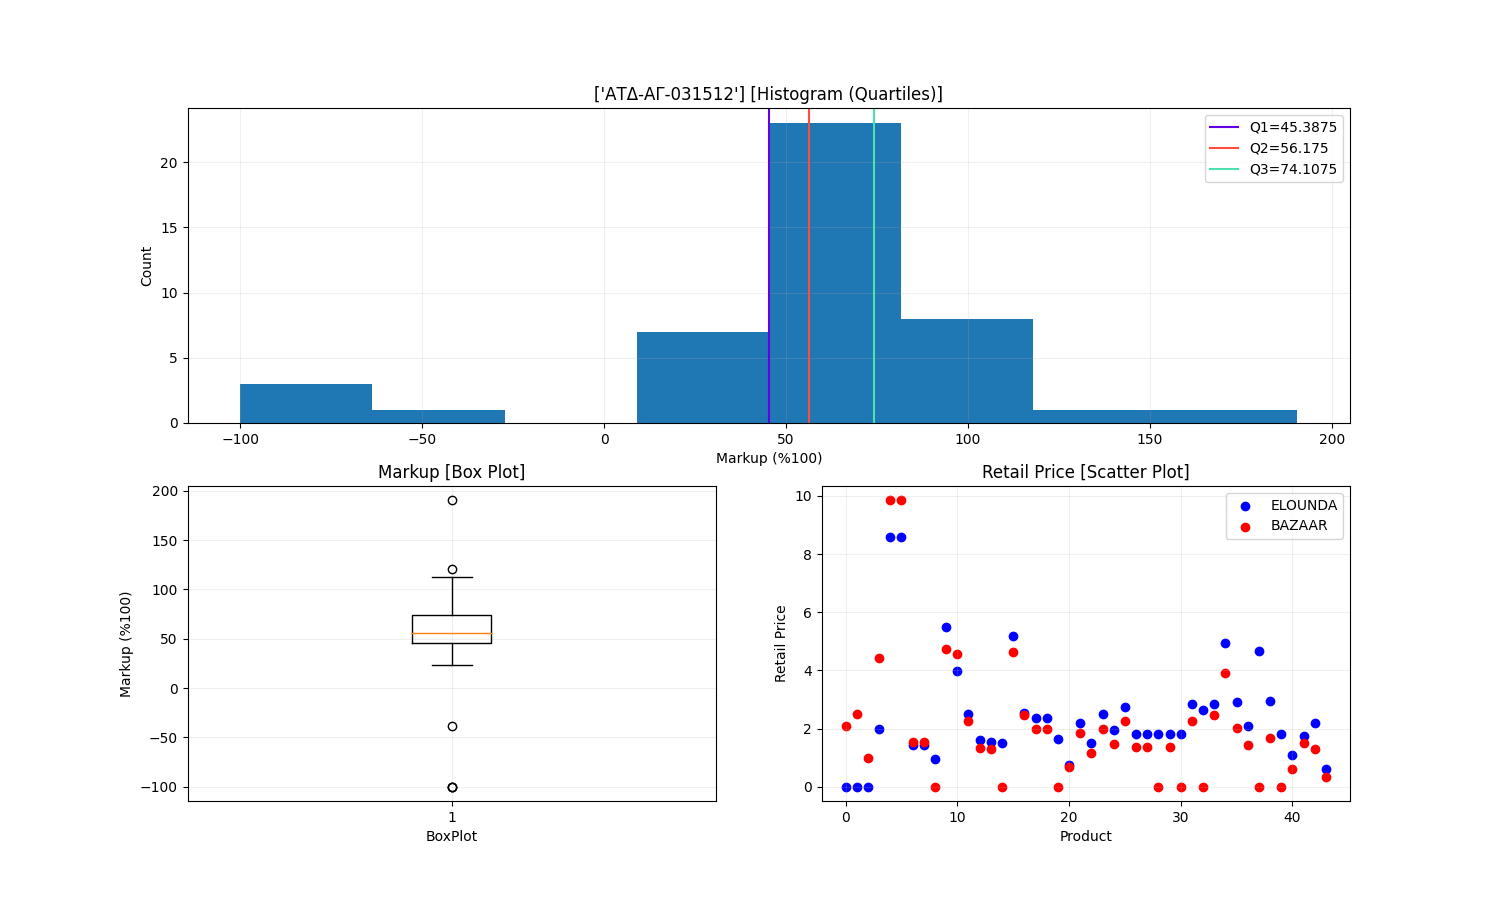 ['ΑΤΔ-ΑΓ-031512'] [Histogram (Quartiles)]
Q1=45.3875
Q2=56.175
Q3=74.1075
Count
20
15
10
5
0
−100
−50
0
50
100
150
200
Markup (%100)
Markup [Box Plot]
Markup (%100)
200
150
100
50
0
−50
−100
1
BoxPlot
Retail Price [Scatter Plot]
ELOUNDA
BAZAAR
Retail Price
10
8
6
4
2
0
0
10
20
30
40
Product